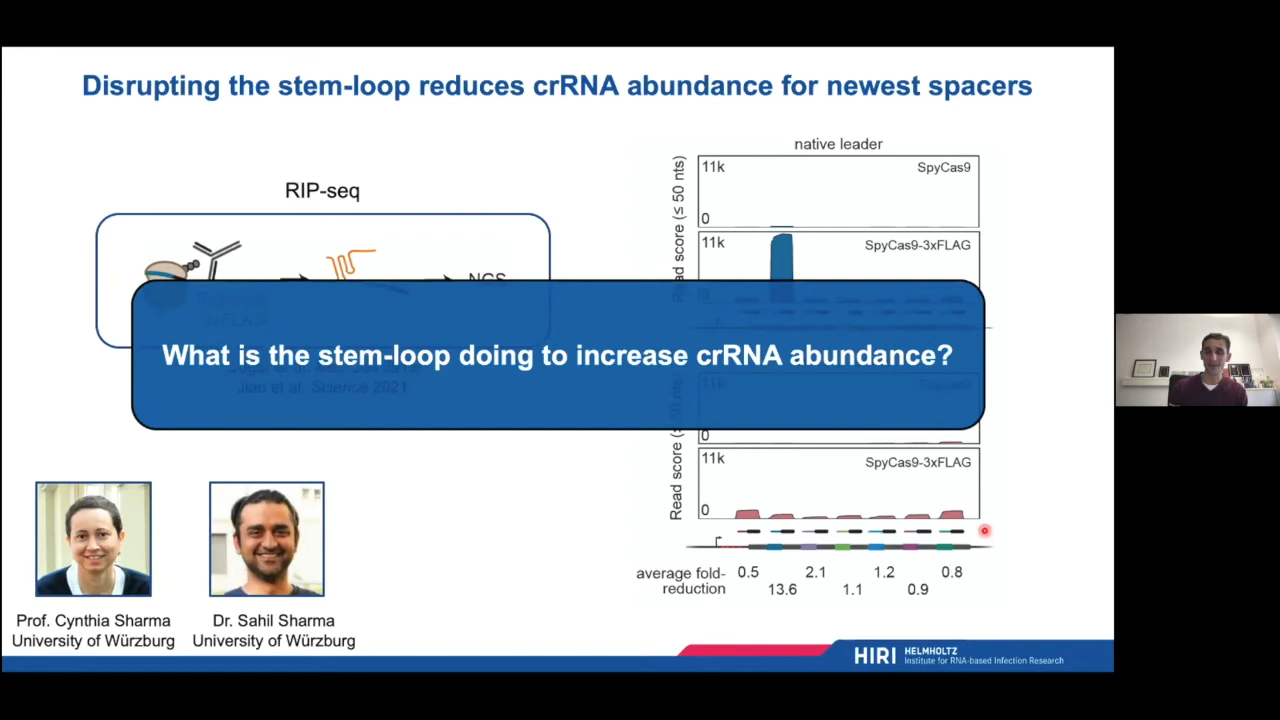 Disrupting the stem-loop reduces crRNA abundance for newest spacers
RIP-seq
NGS
What is the stem-loop doing to increase crRNA abundance?
Jiao et al. Science 2021
Prof. Cynthia Sharma
University of Würzburg
Dr. Sahil Sharma
University of Würzburg
native leader
Read score (≤ 50 nts)
11k
SpyCas9
0
11k
SpyCas9-3xFLAG
11k
0
Read score
11k
SpyCas9-3xFLAG
0
average fold-
reduction
0.5
13.6
2.1
1.1
1.2
0.9
0.8
HIRI
HELMHOLTZ
Institute for RNA-based Infection Research